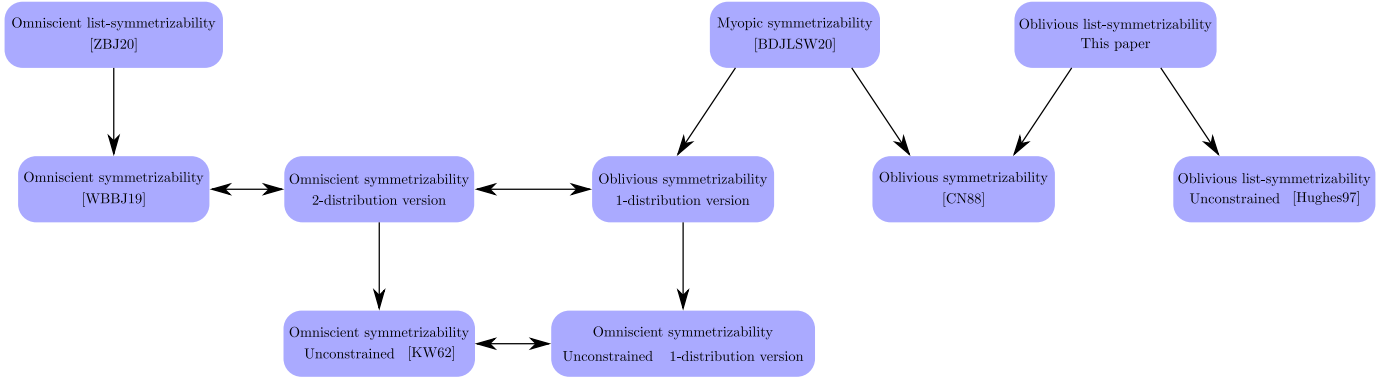 Omniscient list-symmetrizability
[ZBJ20]
Myopic symmetrizability
[BDJLSW20]
Oblivious list-symmetrizability
This paper
Omniscient symmetrizability
[WBBJ19]
Omniscient symmetrizability
2-distribution version
Oblivious symmetrizability
1-distribution version
Oblivious symmetrizability
[CN88]
Oblivious list-symmetrizability
Unconstrained [Hughes97]
Omniscient symmetrizability
Unconstrained [KW62]
Omniscient symmetrizability
Unconstrained 1-distribution version